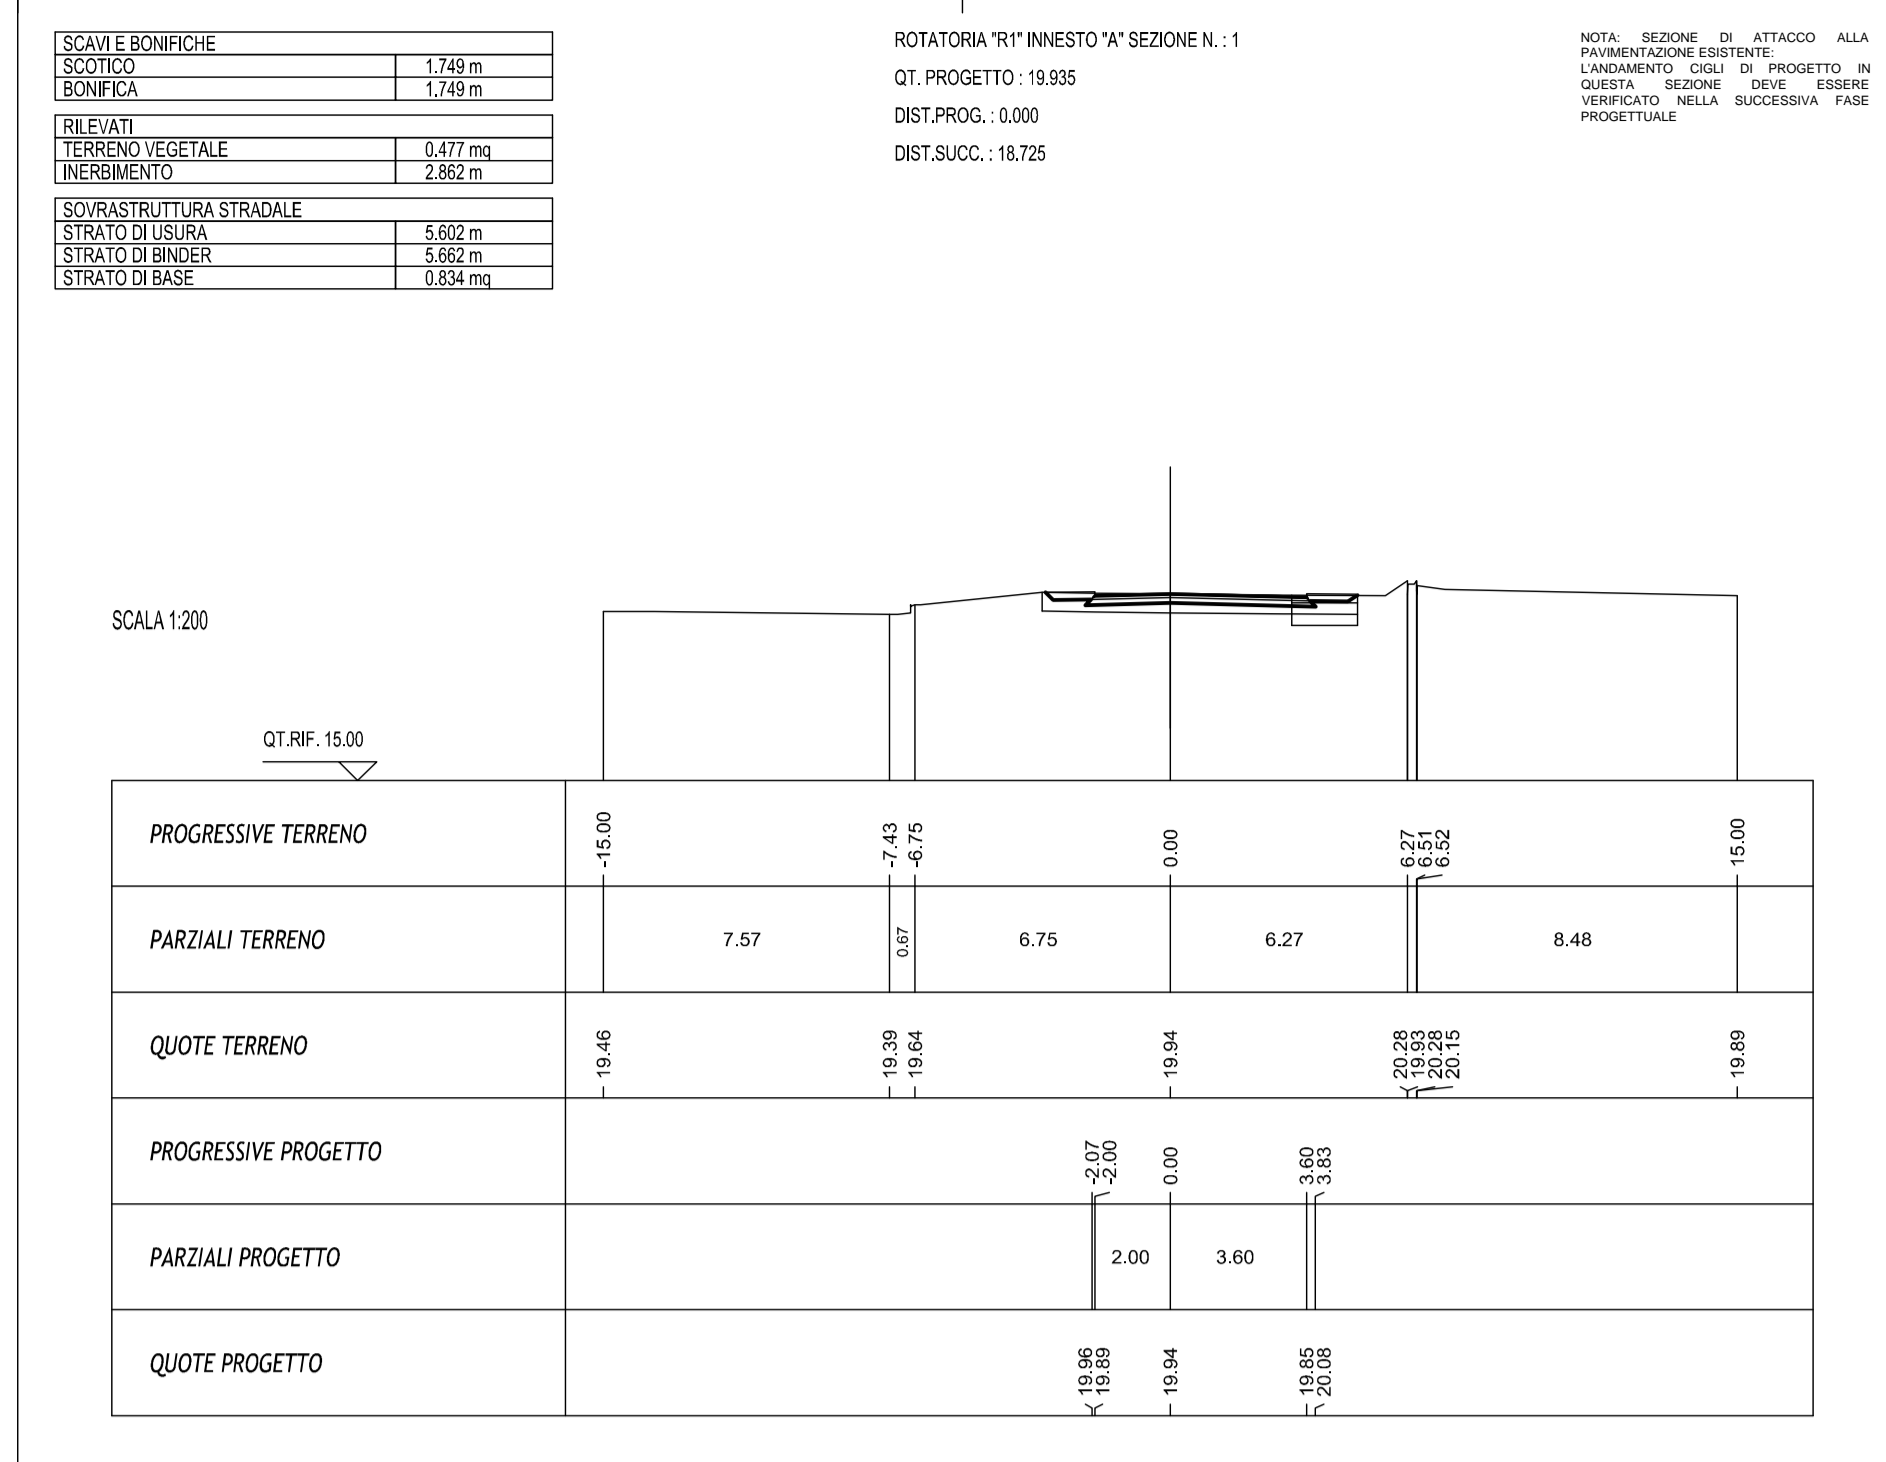 SCAVI E BONIFICHE
SCOTICO 1.749 m
BONIFICA 1.749 m
RILEVATI
TERRENO VEGETALE 0.477 mq
INERBIMENTO 2.862 m
SOVRASTRUTTURA STRADALE
STRATO DI USURA 5.602 m
STRATO DI BINDER 5.662 m
STRATO DI BASE 0.834 mq
ROTATORIA "R1" INNESTO "A" SEZIONE N. : 1
QT. PROGETTO : 19.935
DIST.PROG. : 0.000
DIST.SUCC. : 18.725
NOTA: SEZIONE DI ATTACCO ALLA
PAVIMENTAZIONE ESISTENTE:
L'ANDAMENTO CIGLI DI PROGETTO IN
QUESTA SEZIONE DEVE ESSERE
VERIFICATO NELLA SUCCESSIVA FASE
PROGETTUALE
SCALA 1:200
QT.RIF. 15.00
PROGRESSIVE TERRENO -15.00 -7.43 -6.75 0.00 6.27 6.51 6.52 15.00
PARZIALI TERRENO 7.57 0.67 6.75 6.27 8.48
QUOTE TERRENO 19.46 19.39 19.64 19.94 20.28 19.93 20.28 20.15 19.89
PROGRESSIVE PROGETTO -2.07 -2.00 0.00 3.60 3.83
PARZIALI PROGETTO 2.00 3.60
QUOTE PROGETTO 19.96 19.89 19.94 19.85 20.08